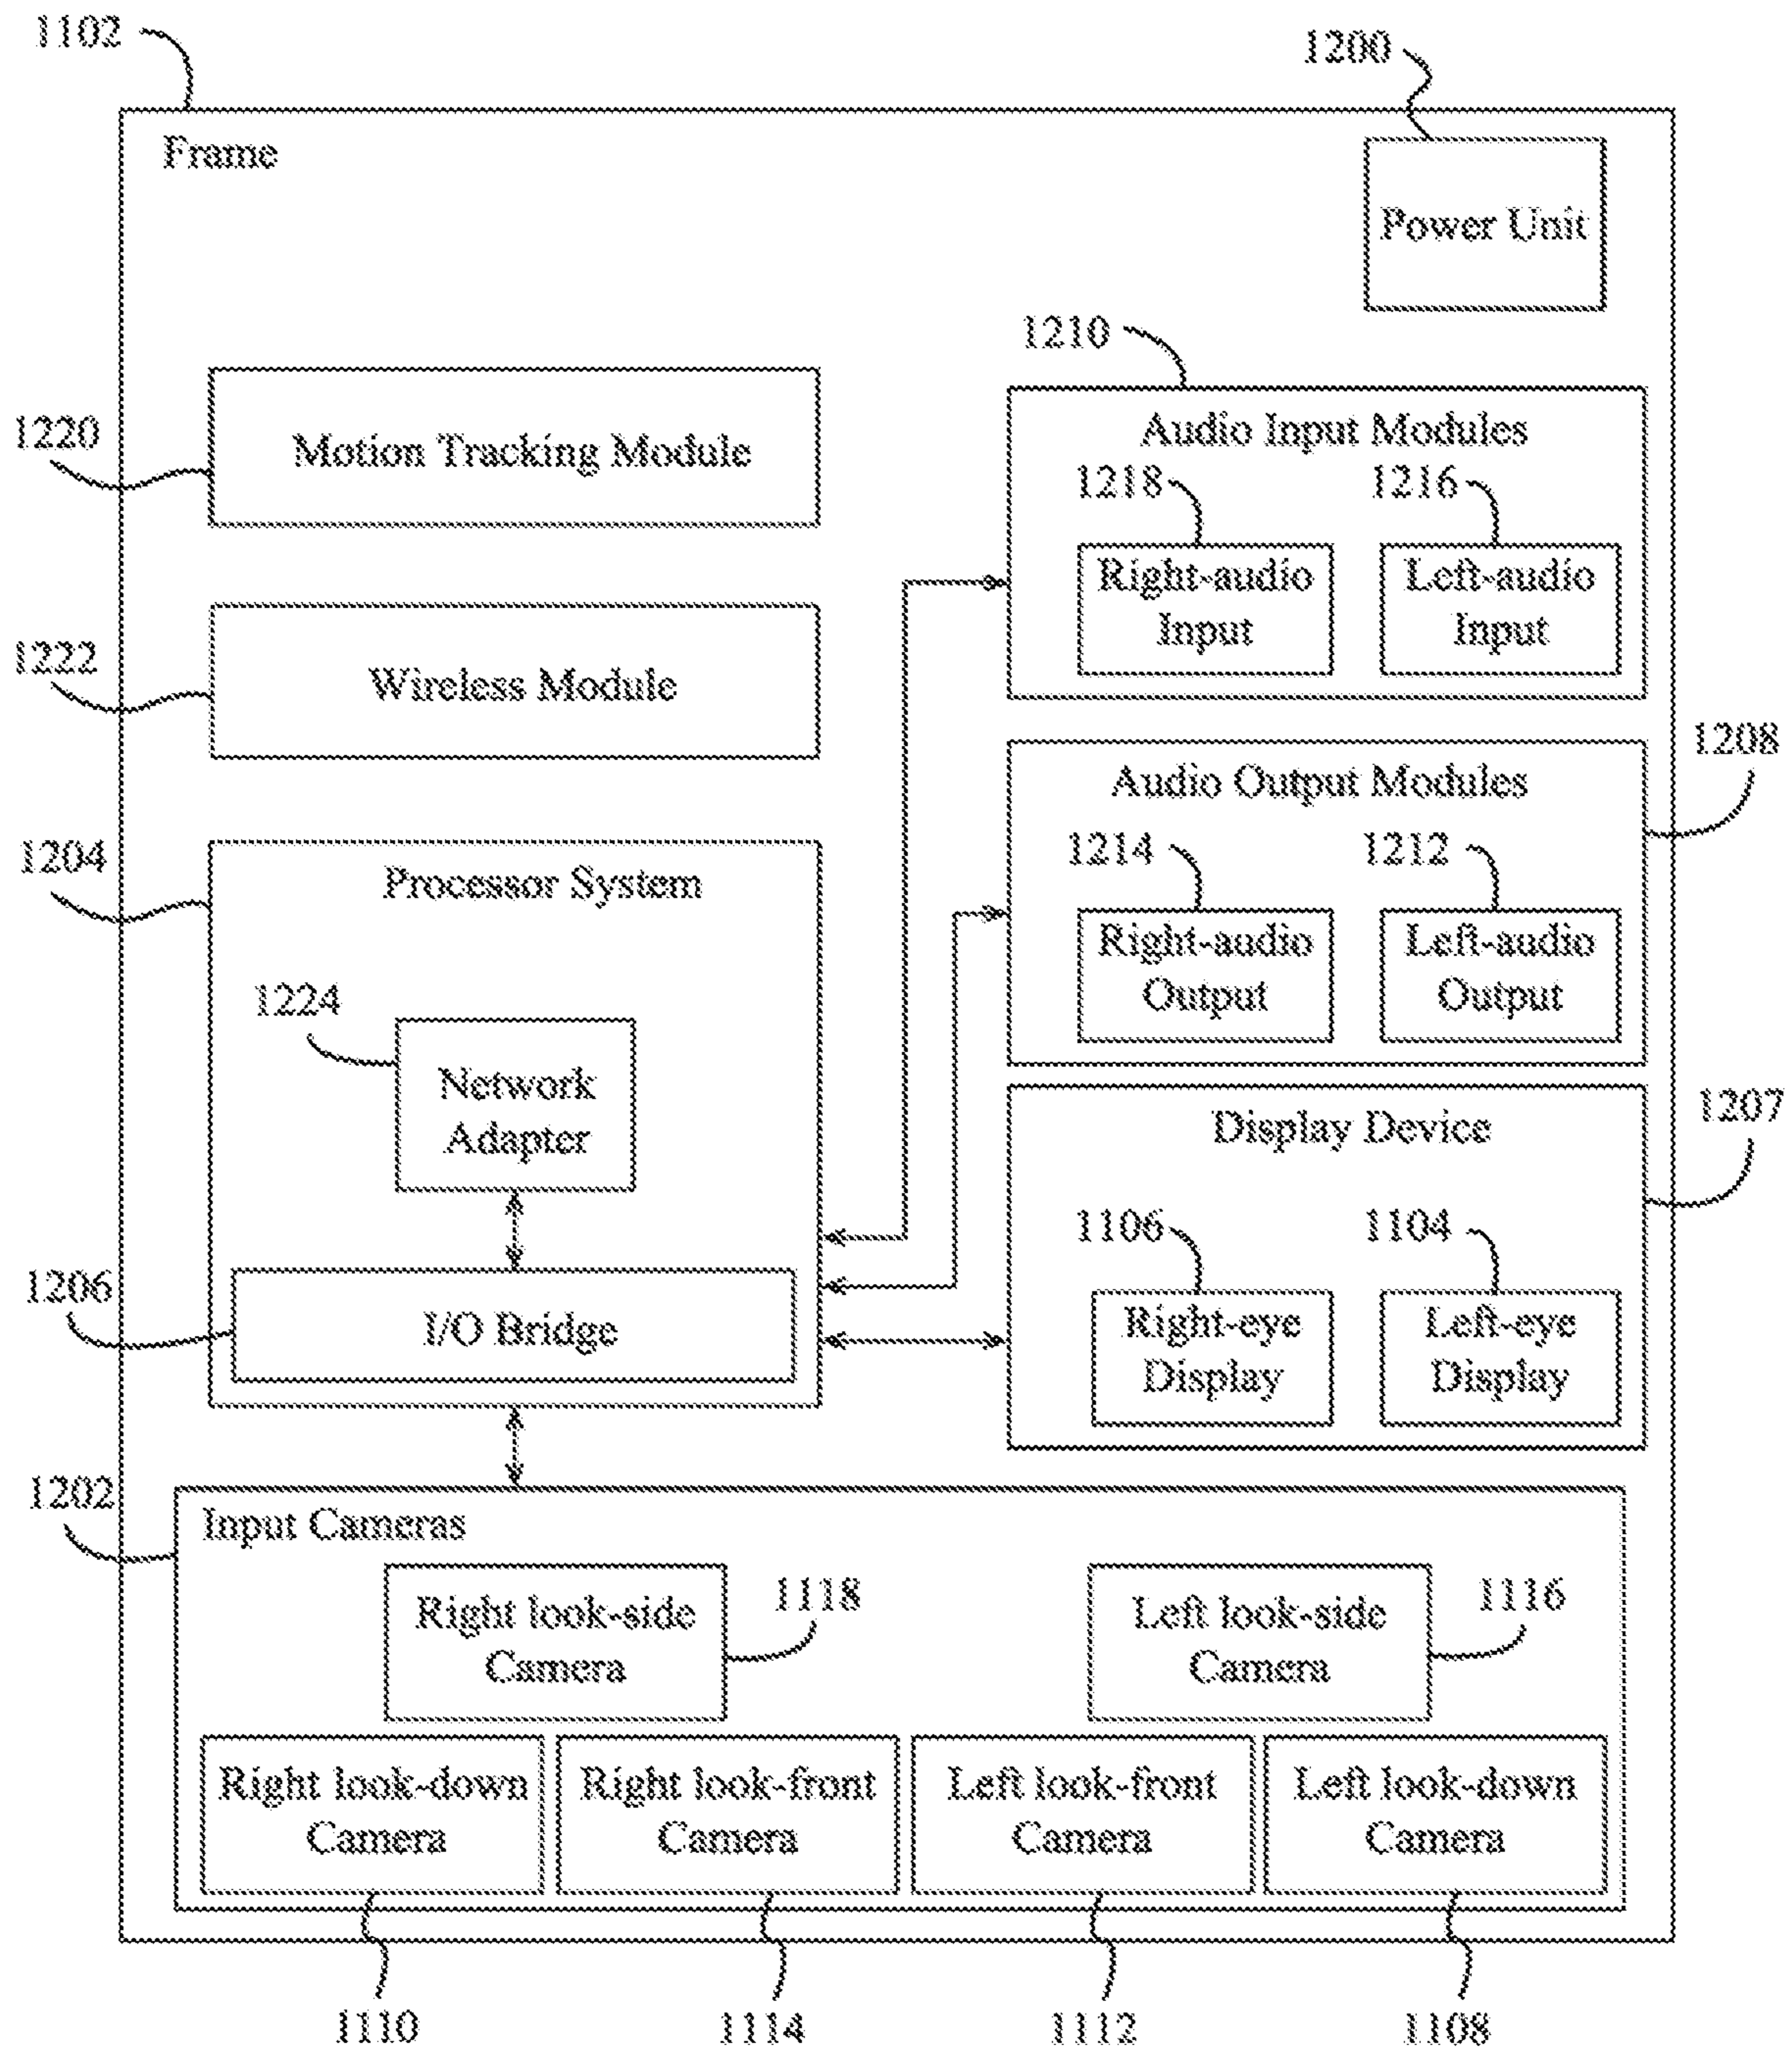 1102
1200
Frame
Power Unit
1210
1220
Motion Tracking Module
Audio Input Modules
1218
1216
Right-audio
Input
Left-audio
Input
1222
Wireless Module
1208
Audio Output Modules
1214
1212
Right-audio
Output
Left-audio
Output
1204
Processor System
1224
Network
Adapter
1207
Display Device
1106
1104
Right-eye
Display
Left-eye
Display
1206
I/O Bridge
1202
Input Cameras
Right look-side
Camera
1118
Left look-side
Camera
1116
Right look-down
Camera
Right look-front
Camera
Left look-front
Camera
Left look-down
Camera
1110
1114
1112
1108